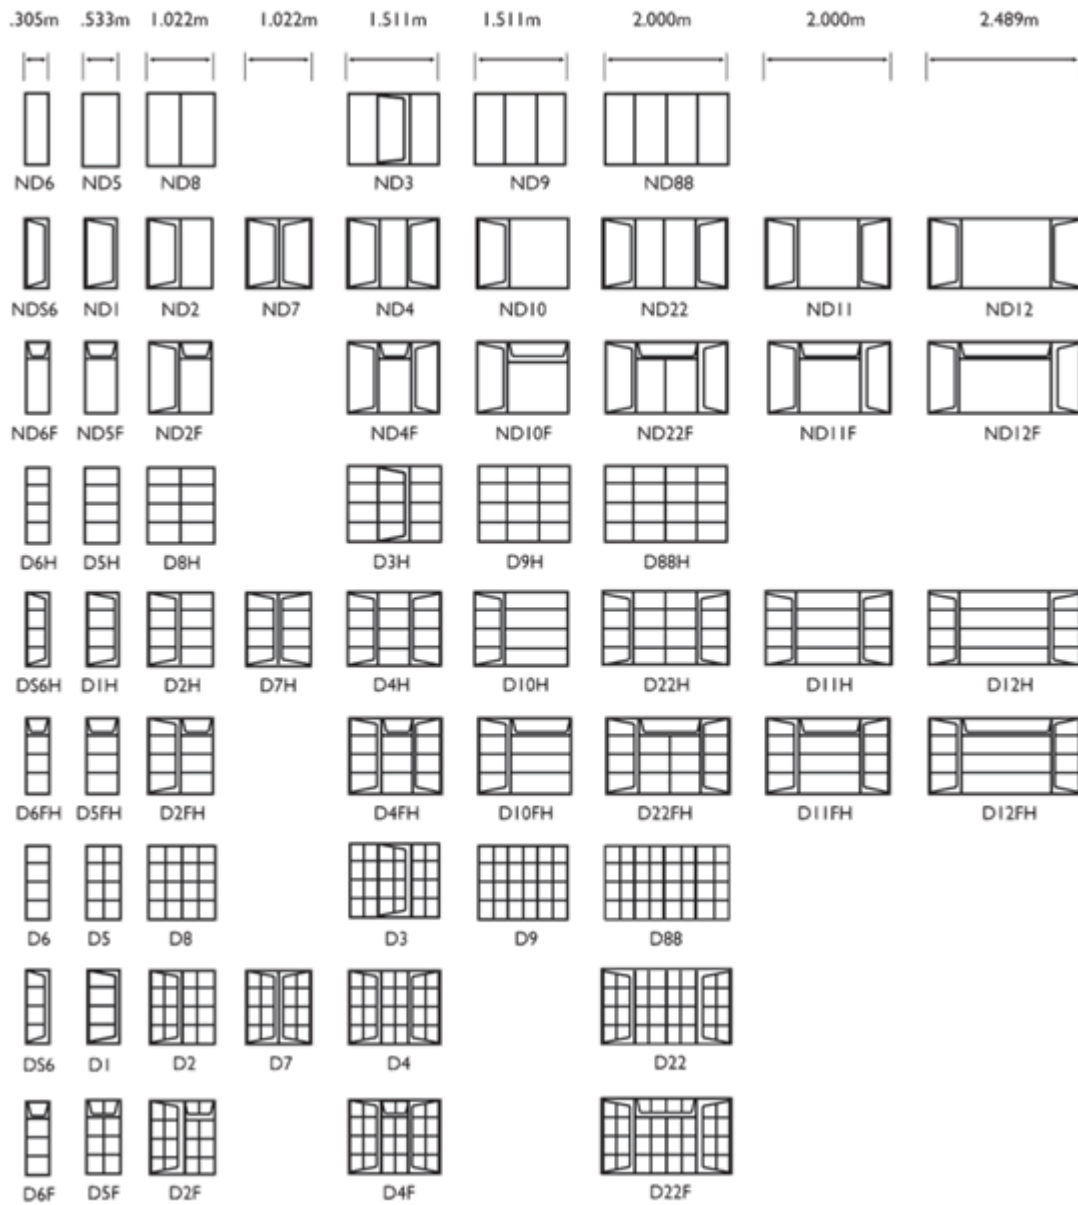 .305m .533m 1.022m 1.022m 1.511m 1.511m 2.000m 2.000m 2.489m
ND6 ND5 ND8 ND3 ND9 ND88
NDS6 ND1 ND2 ND7 ND4 ND10 ND22 ND11 ND12
ND6F ND5F ND2F ND4F ND10F ND22F ND11F ND12F
D6H D5H D8H D3H D9H D88H
DS6H D1H D2H D7H D4H D10H D22H D11H D12H
D6FH D5FH D2FH D4FH D10FH D22FH D11FH D12FH
D6 D5 D8 D3 D9 D88
DS6 D1 D2 D7 D4 D22
D6F D5F D2F D4F D22F